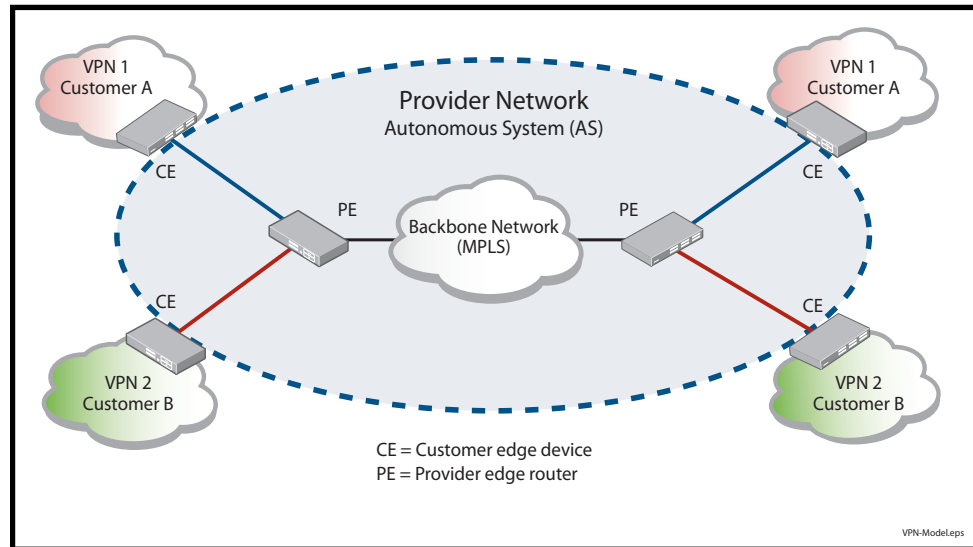 VPN 1
Customer A
VPN 1
Customer A
Provider Network
Autonomous System (AS)
CE
CE
PE
PE
Backbone Network
(MPLS)
CE
CE
VPN 2
Customer B
VPN 2
Customer B
CE = Customer edge device
PE = Provider edge router
VPN-Model.eps